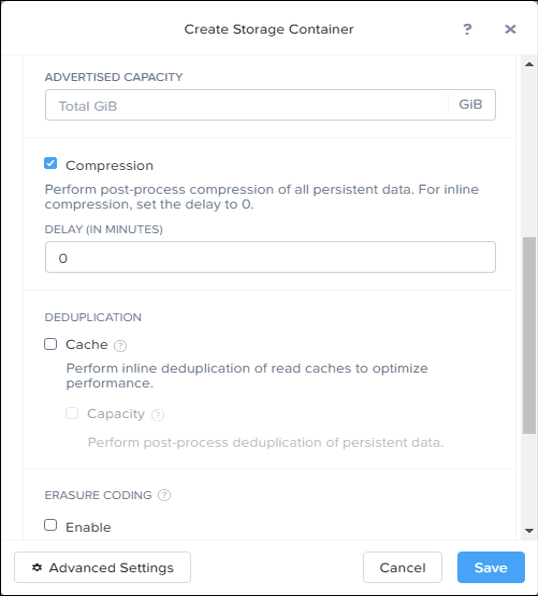 Create Storage Container
?
ADVERTISED CAPACITY
Total GiB
GiB
Compression
Perform post-process compression of all persistent data. For inline
compression, set the delay to 0.
DELAY (IN MINUTES)
0
DEDUPLICATION
Cache ?
Perform inline deduplication of read caches to optimize
performance.
Capacity ?
Perform post-process deduplication of persistent data.
ERASURE CODING ?
Enable
Advanced Settings
Cancel
Save